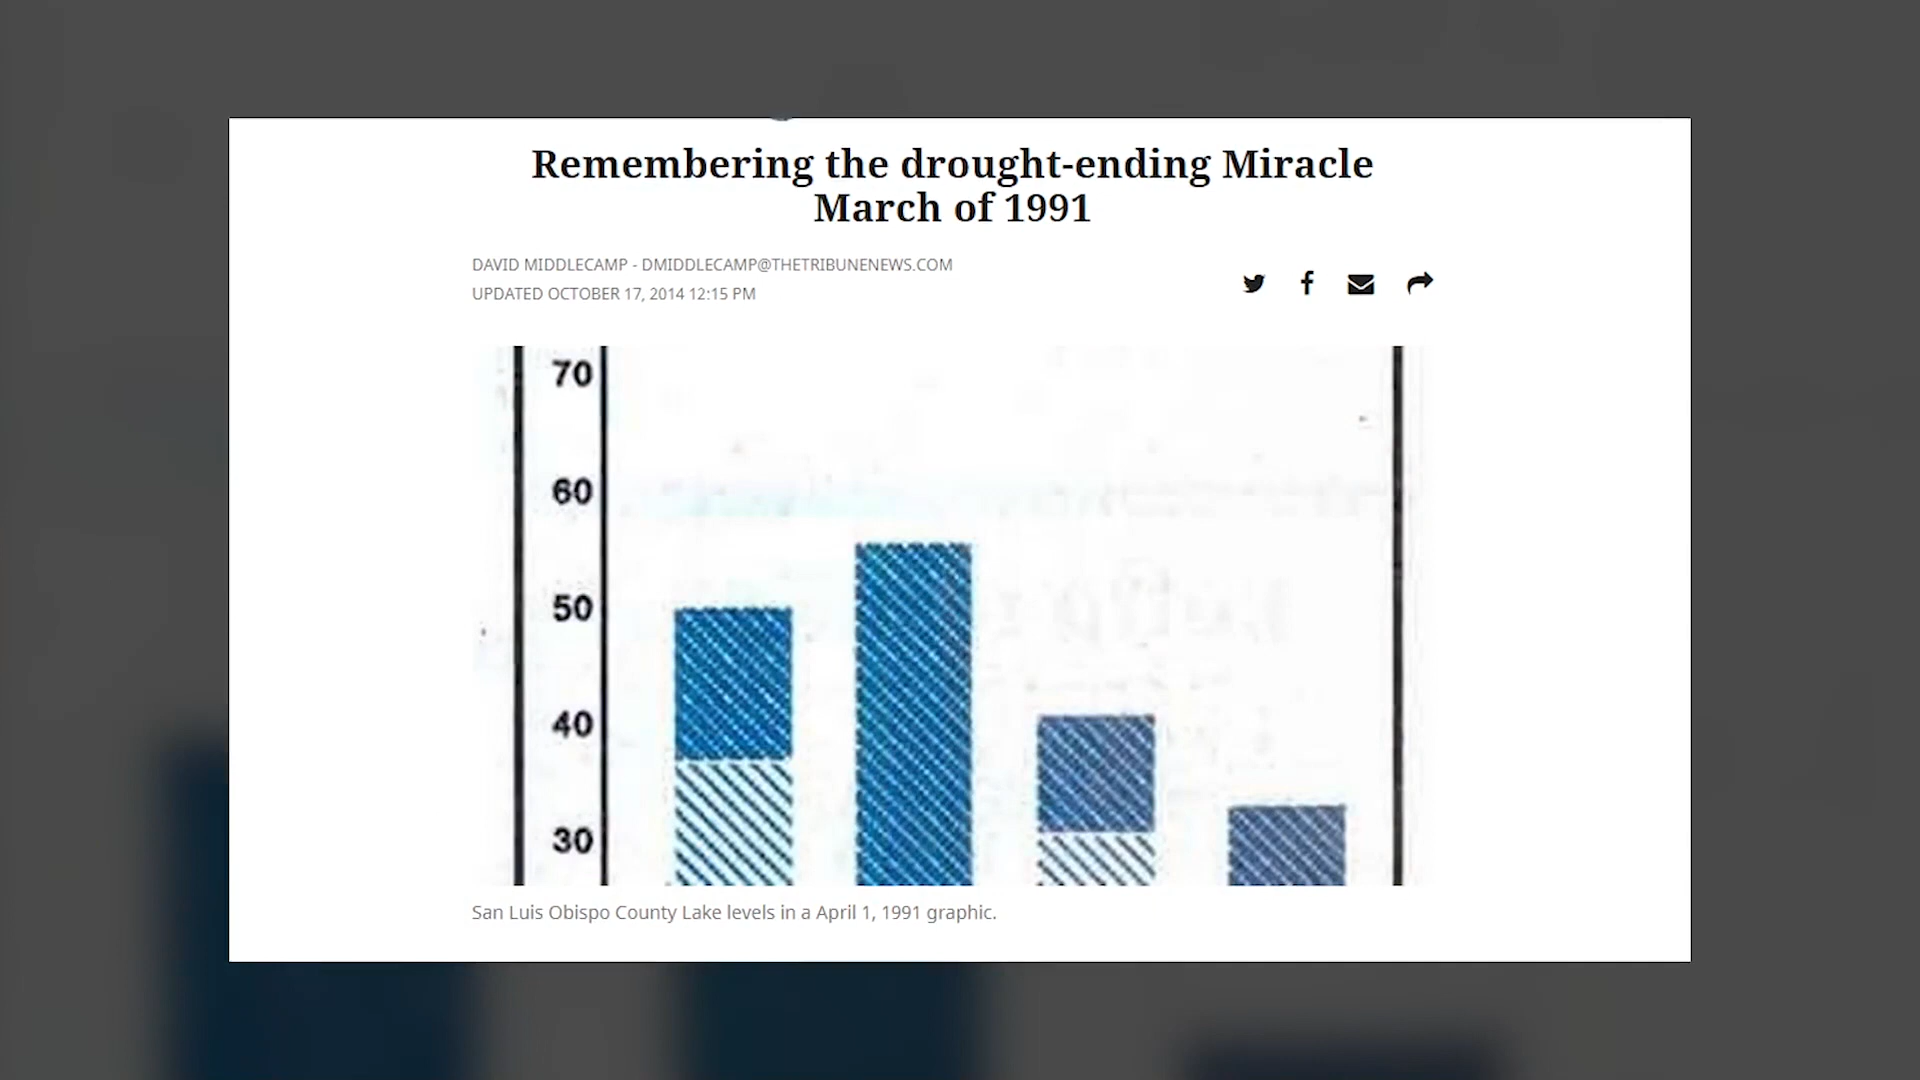 Remembering the drought-ending Miracle
March of 1991
DAVID MIDDLECAMP - DMIDDLECAMP@THETRIBUNENEWS.COM
UPDATED OCTOBER 17, 2014 12:15 PM
70
60
50
40
30
San Luis Obispo County Lake levels in a April 1, 1991 graphic.